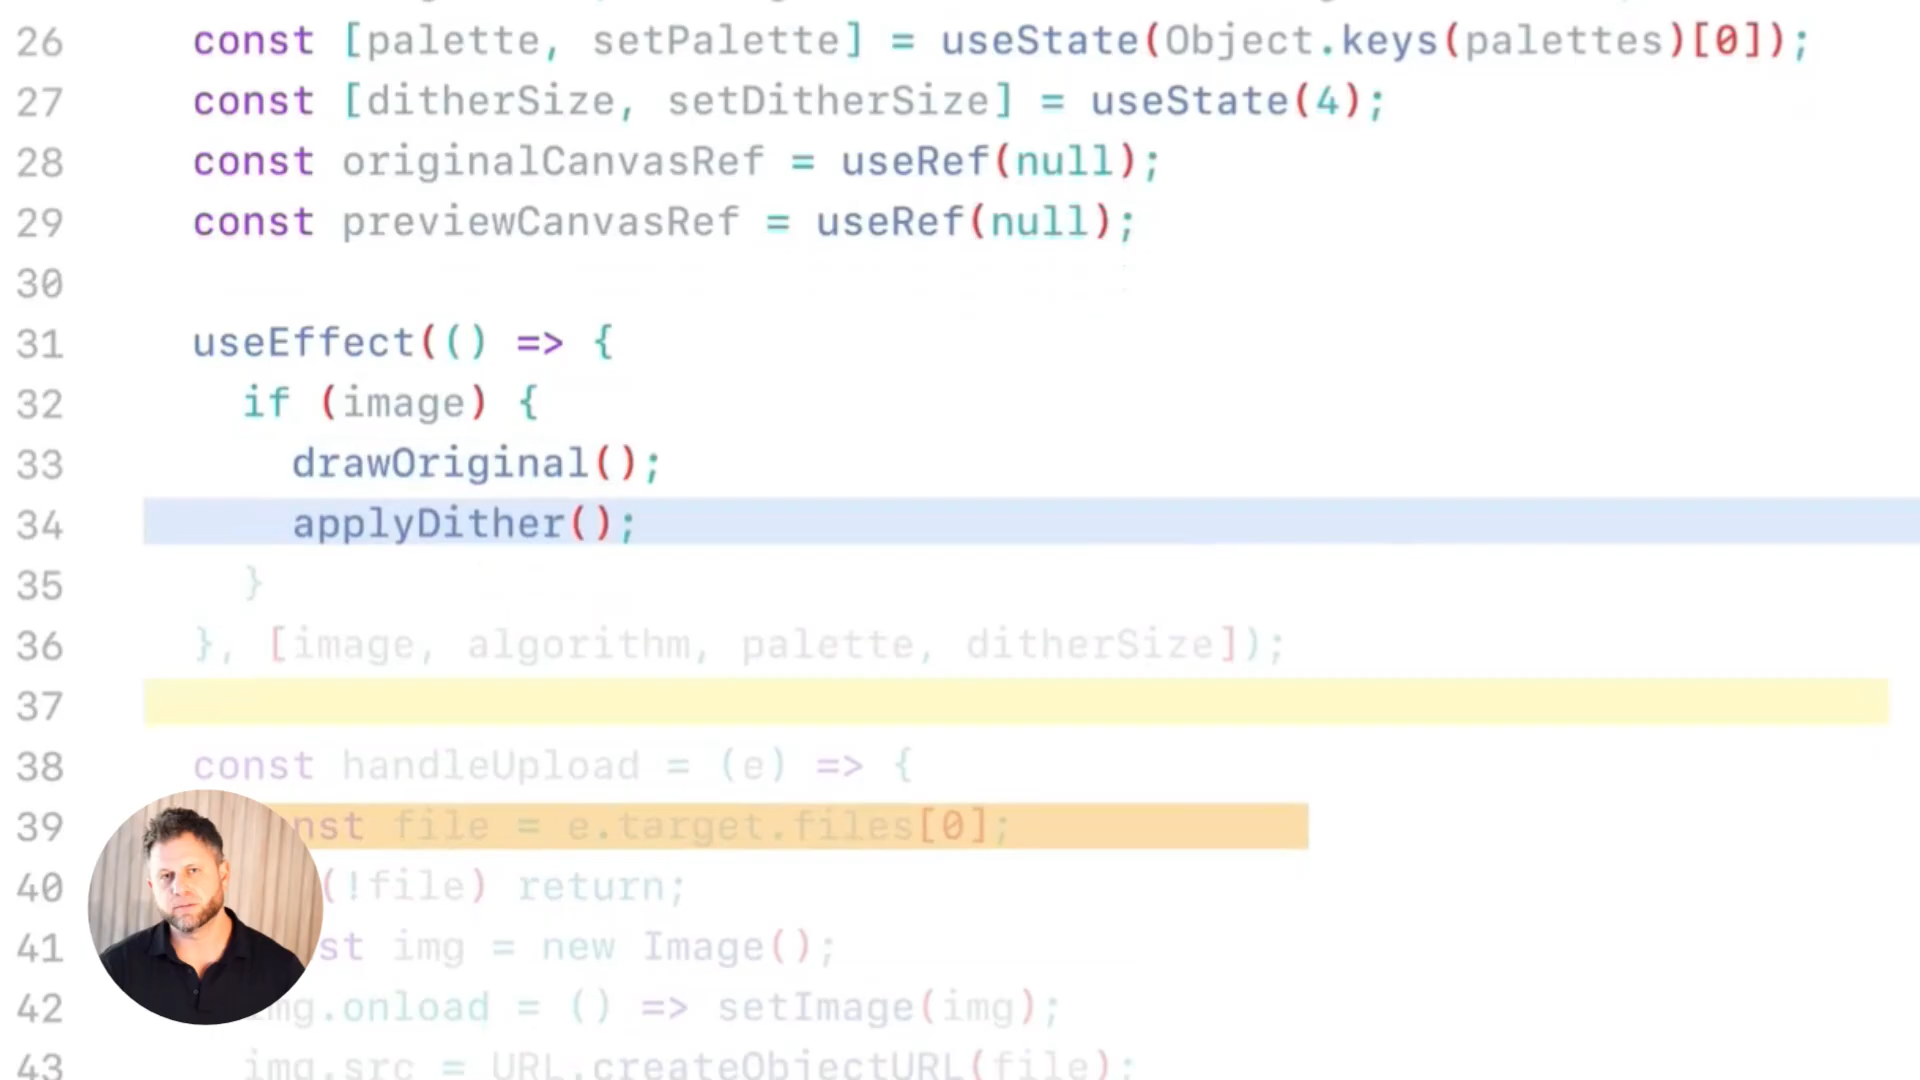 26 const [palette, setPalette] = useState(Object.keys(palettes)[0]);
27 const [ditherSize, setDitherSize] = useState(4);
28 const originalCanvasRef = useRef(null);
29 const previewCanvasRef = useRef(null);
30
31 useEffect(() => {
32 if (image) {
33 drawOriginal();
34 applyDither();
35 }
36 }, [image, algorithm, palette, ditherSize]);
37
38 const handleUpload = (e) => {
39 nst file = e.target.files[0];
40 (!file) return;
41 st img = new Image();
42 mg.onload = () => setImage(img);
43 img.src = URL.createObjectURL(file);